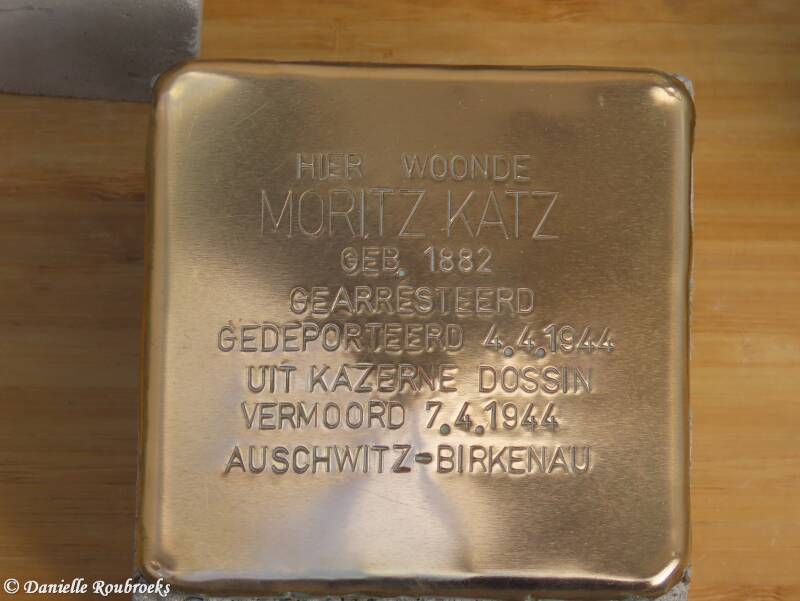 HIER WOONDE
MORITZ KATZ
GEB. 1882
GEARRESTEERD
GEDEPORTEERD 4.4.1944
UIT KAZERNE DOSSIN
VERMOORD 7.4.1944
AUSCHWITZ-BIRKENAU
© Danielle Roubroeks